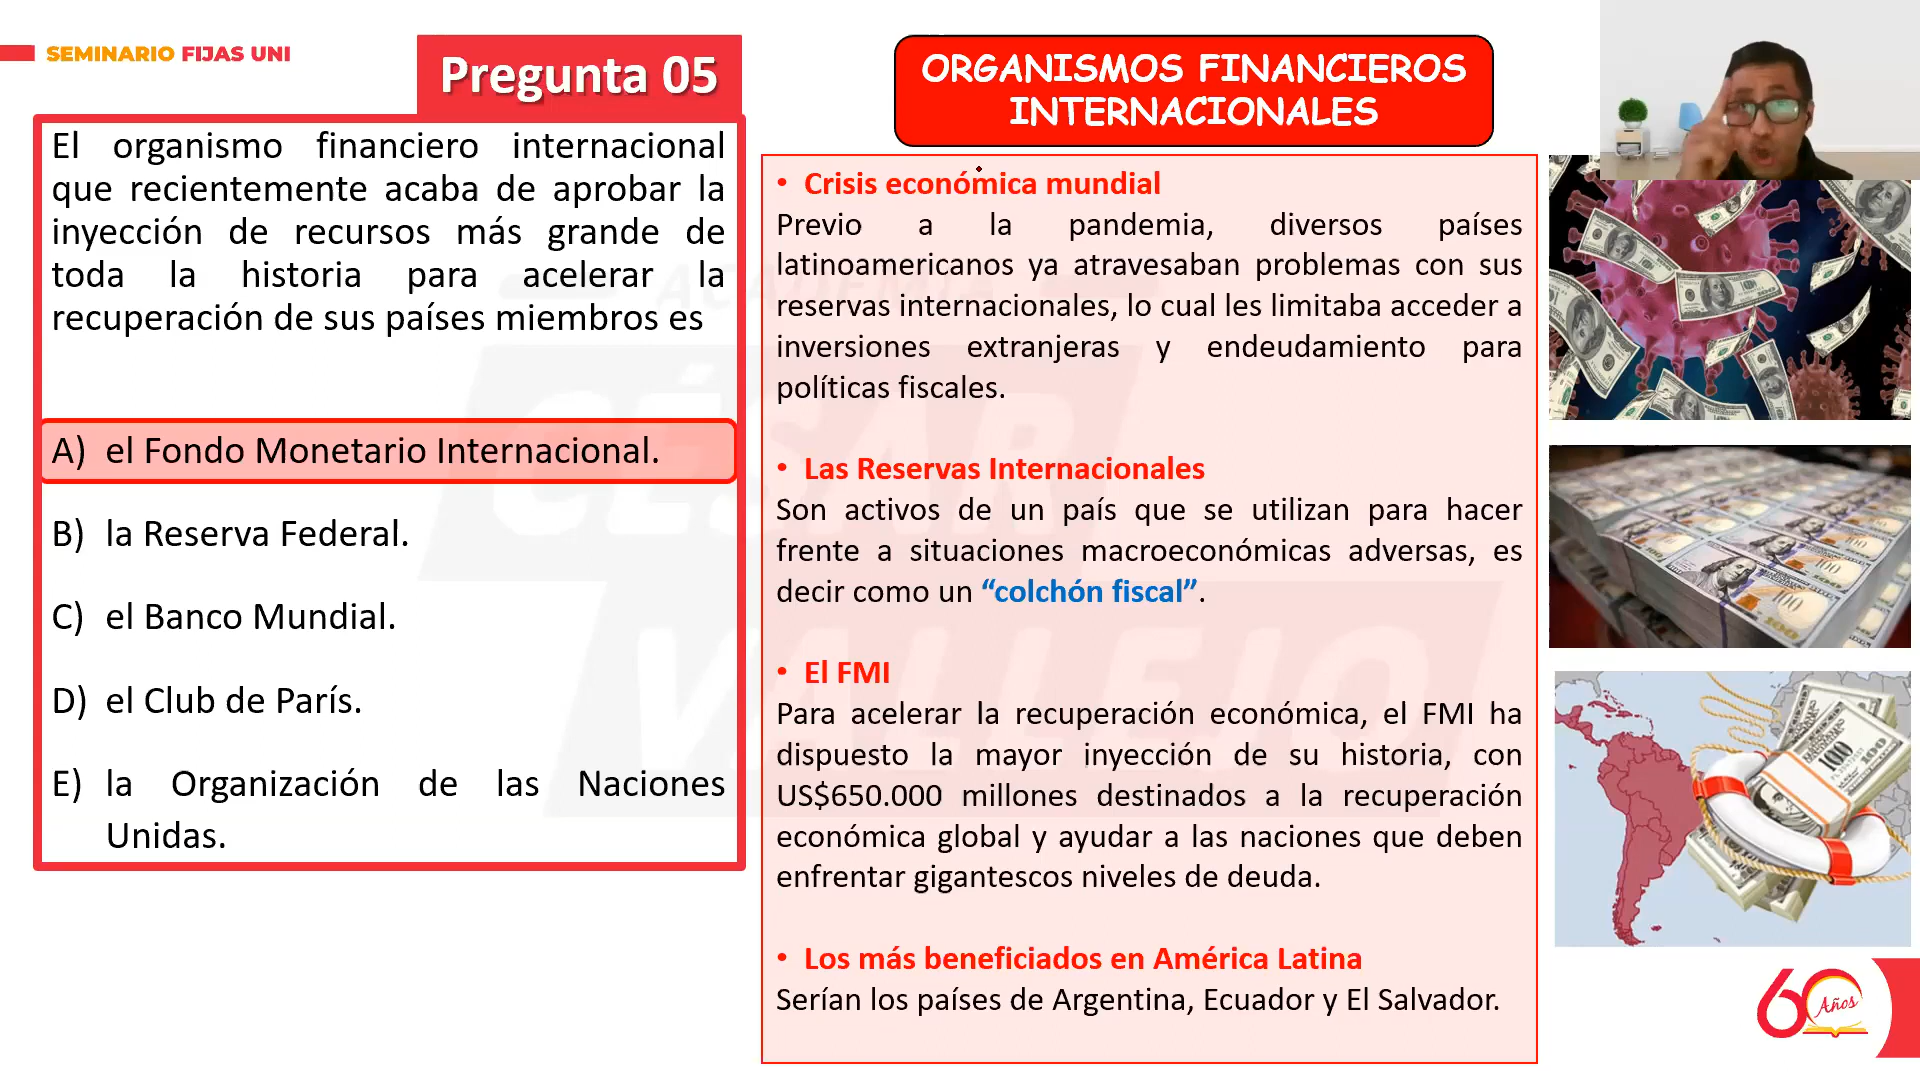 SEMINARIO FIJAS UNI
Pregunta 05
El organismo financiero internacional
que recientemente acaba de aprobar la
inyección de recursos más grande de
toda la historia para acelerar la
recuperación de sus países miembros es
A) el Fondo Monetario Internacional.
B) la Reserva Federal.
C) el Banco Mundial.
D) el Club de París.
E) la Organización de las Naciones
Unidas.
ORGANISMOS FINANCIEROS
INTERNACIONALES
• Crisis económica mundial
Previo a la pandemia, diversos países
latinoamericanos ya atravesaban problemas con sus
reservas internacionales, lo cual les limitaba acceder a
inversiones extranjeras y endeudamiento para
políticas fiscales.
• Las Reservas Internacionales
Son activos de un país que se utilizan para hacer
frente a situaciones macroeconómicas adversas, es
decir como un “colchón fiscal”.
• El FMI
Para acelerar la recuperación económica, el FMI ha
dispuesto la mayor inyección de su historia, con
US$650.000 millones destinados a la recuperación
económica global y ayudar a las naciones que deben
enfrentar gigantescos niveles de deuda.
• Los más beneficiados en América Latina
Serían los países de Argentina, Ecuador y El Salvador.
ACADEMIA
CÉSAR
VALLEJO
100
100
100
60 Años